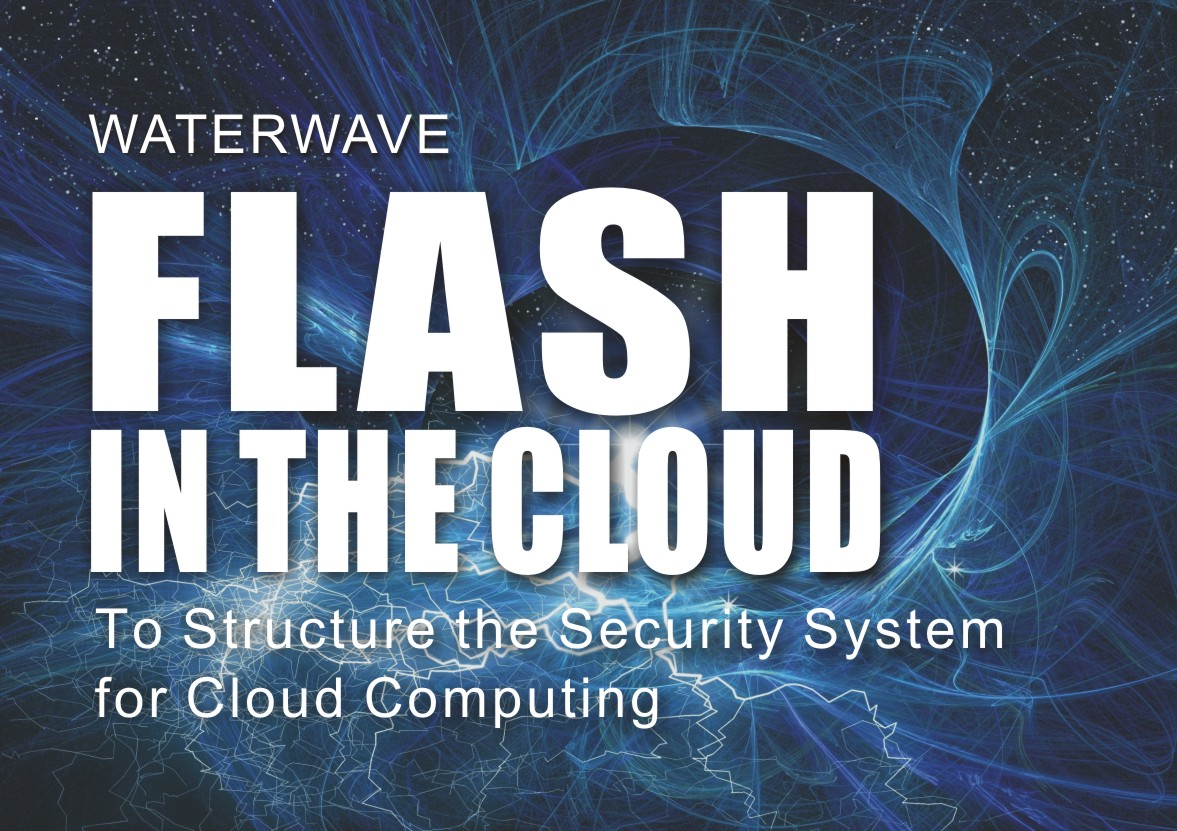 WATERWAVE
FLASH
IN THE CLOUD
To Structure the Security System
for Cloud Computing